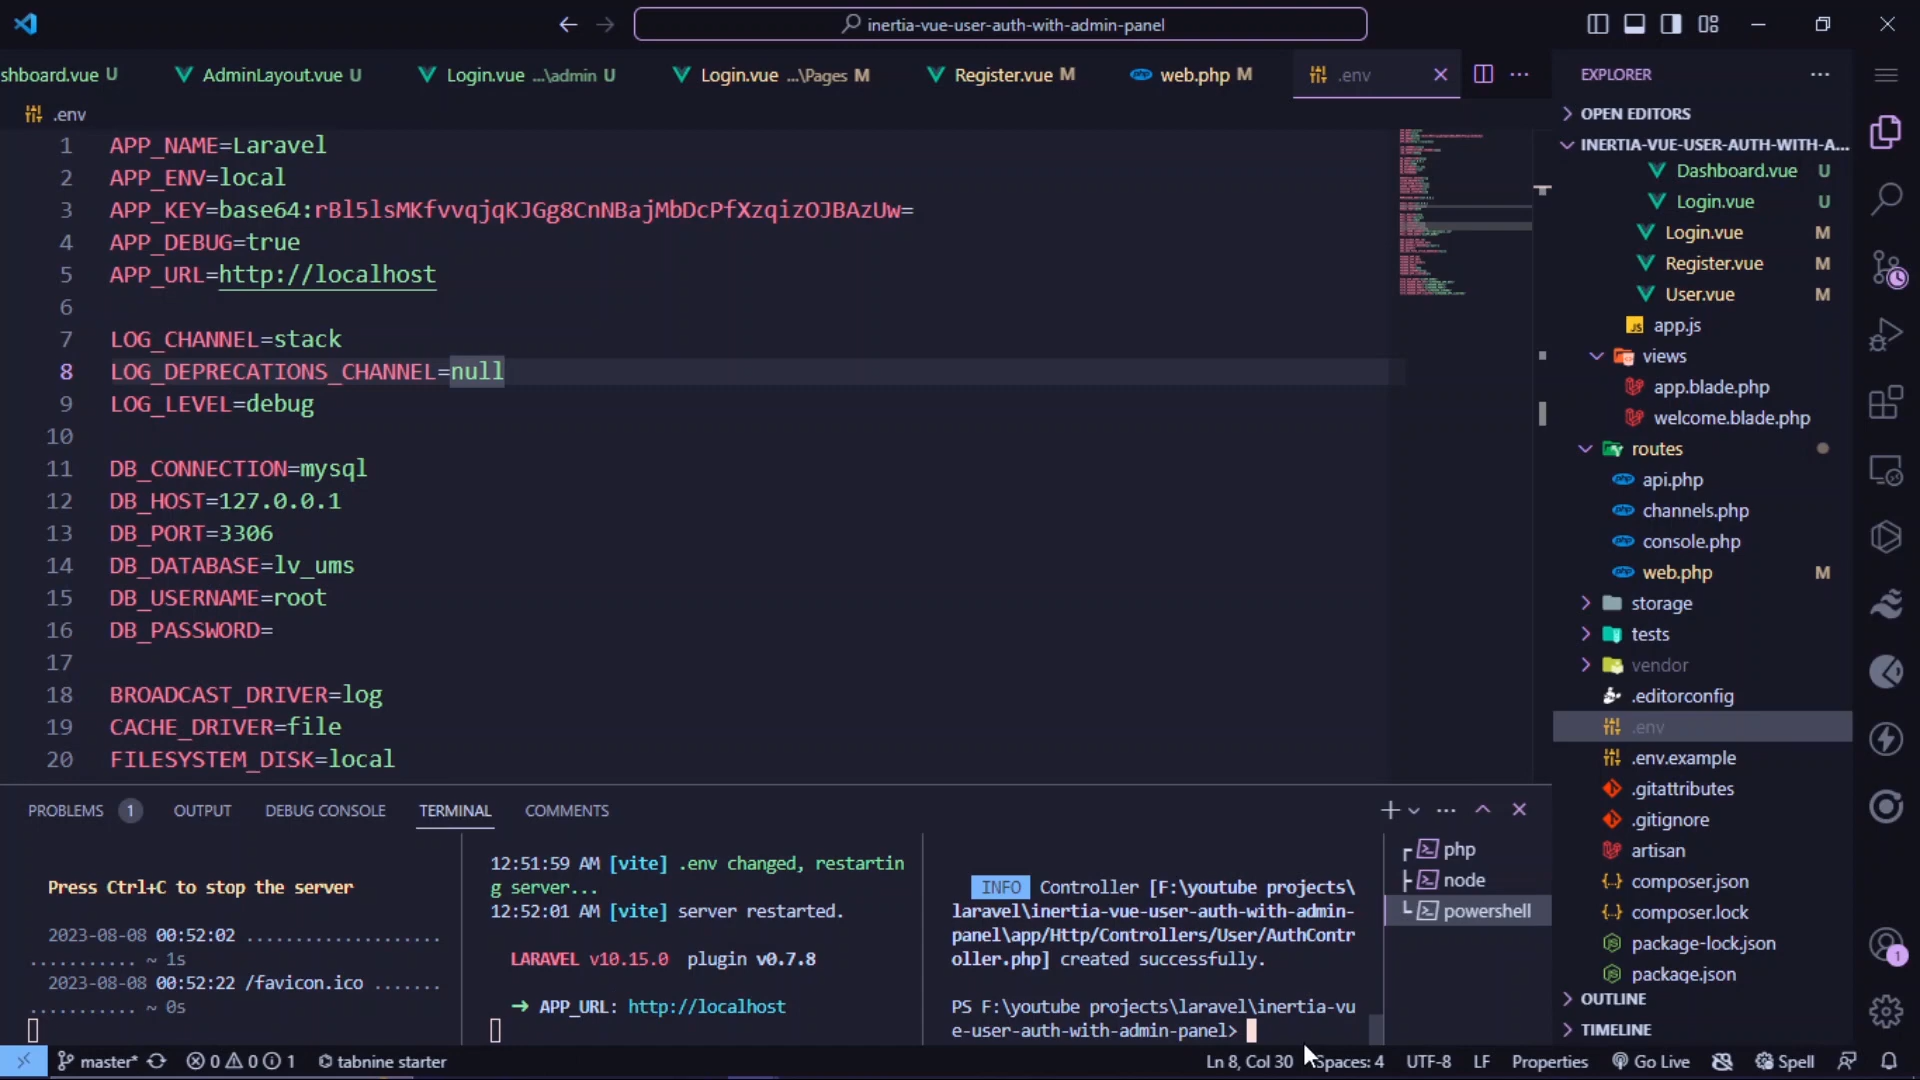 inertia-vue-user-auth-with-admin-panel
shboard.vue U
AdminLayout.vue U
Login.vue ...\admin U
Login.vue ...\Pages M
Register.vue M
web.php M
.env
EXPLORER
.env
1 APP_NAME=Laravel
2 APP_ENV=local
3 APP_KEY=base64:rBl5lsMKfvvqjqKJGg8CnNBajMbDcPfXzqizOJBAzUw=
4 APP_DEBUG=true
5 APP_URL=http://localhost
6
7 LOG_CHANNEL=stack
8 LOG_DEPRECATIONS_CHANNEL=null
9 LOG_LEVEL=debug
10
11 DB_CONNECTION=mysql
12 DB_HOST=127.0.0.1
13 DB_PORT=3306
14 DB_DATABASE=lv_ums
15 DB_USERNAME=root
16 DB_PASSWORD=
17
18 BROADCAST_DRIVER=log
19 CACHE_DRIVER=file
20 FILESYSTEM_DISK=local
OPEN EDITORS
INERTIA-VUE-USER-AUTH-WITH-A...
Dashboard.vue U
Login.vue U
Login.vue M
Register.vue M
User.vue M
app.js
views
app.blade.php
welcome.blade.php
routes
api.php
channels.php
console.php
web.php M
storage
tests
vendor
.editorconfig
.env
.env.example
.gitattributes
.gitignore
artisan
composer.json
composer.lock
package-lock.json
package.json
OUTLINE
TIMELINE
PROBLEMS 1
OUTPUT
DEBUG CONSOLE
TERMINAL
COMMENTS
Press Ctrl+C to stop the server
2023-08-08 00:52:02 ....................
........... ~ 1s
2023-08-08 00:52:22 /favicon.ico .......
........... ~ 0s
12:51:59 AM [vite] .env changed, restartin
g server...
12:52:01 AM [vite] server restarted.
LARAVEL v10.15.0 plugin v0.7.8
➜ APP_URL: http://localhost
INFO Controller [F:\youtube projects\
laravel\inertia-vue-user-auth-with-admin-
panel\app/Http/Controllers/User/AuthContr
oller.php] created successfully.
PS F:\youtube projects\laravel\inertia-vu
e-user-auth-with-admin-panel>
php
node
powershell
1
master*
0 0 1
tabnine starter
Ln 8, Col 30
Spaces: 4
UTF-8
LF
Properties
Go Live
Spell